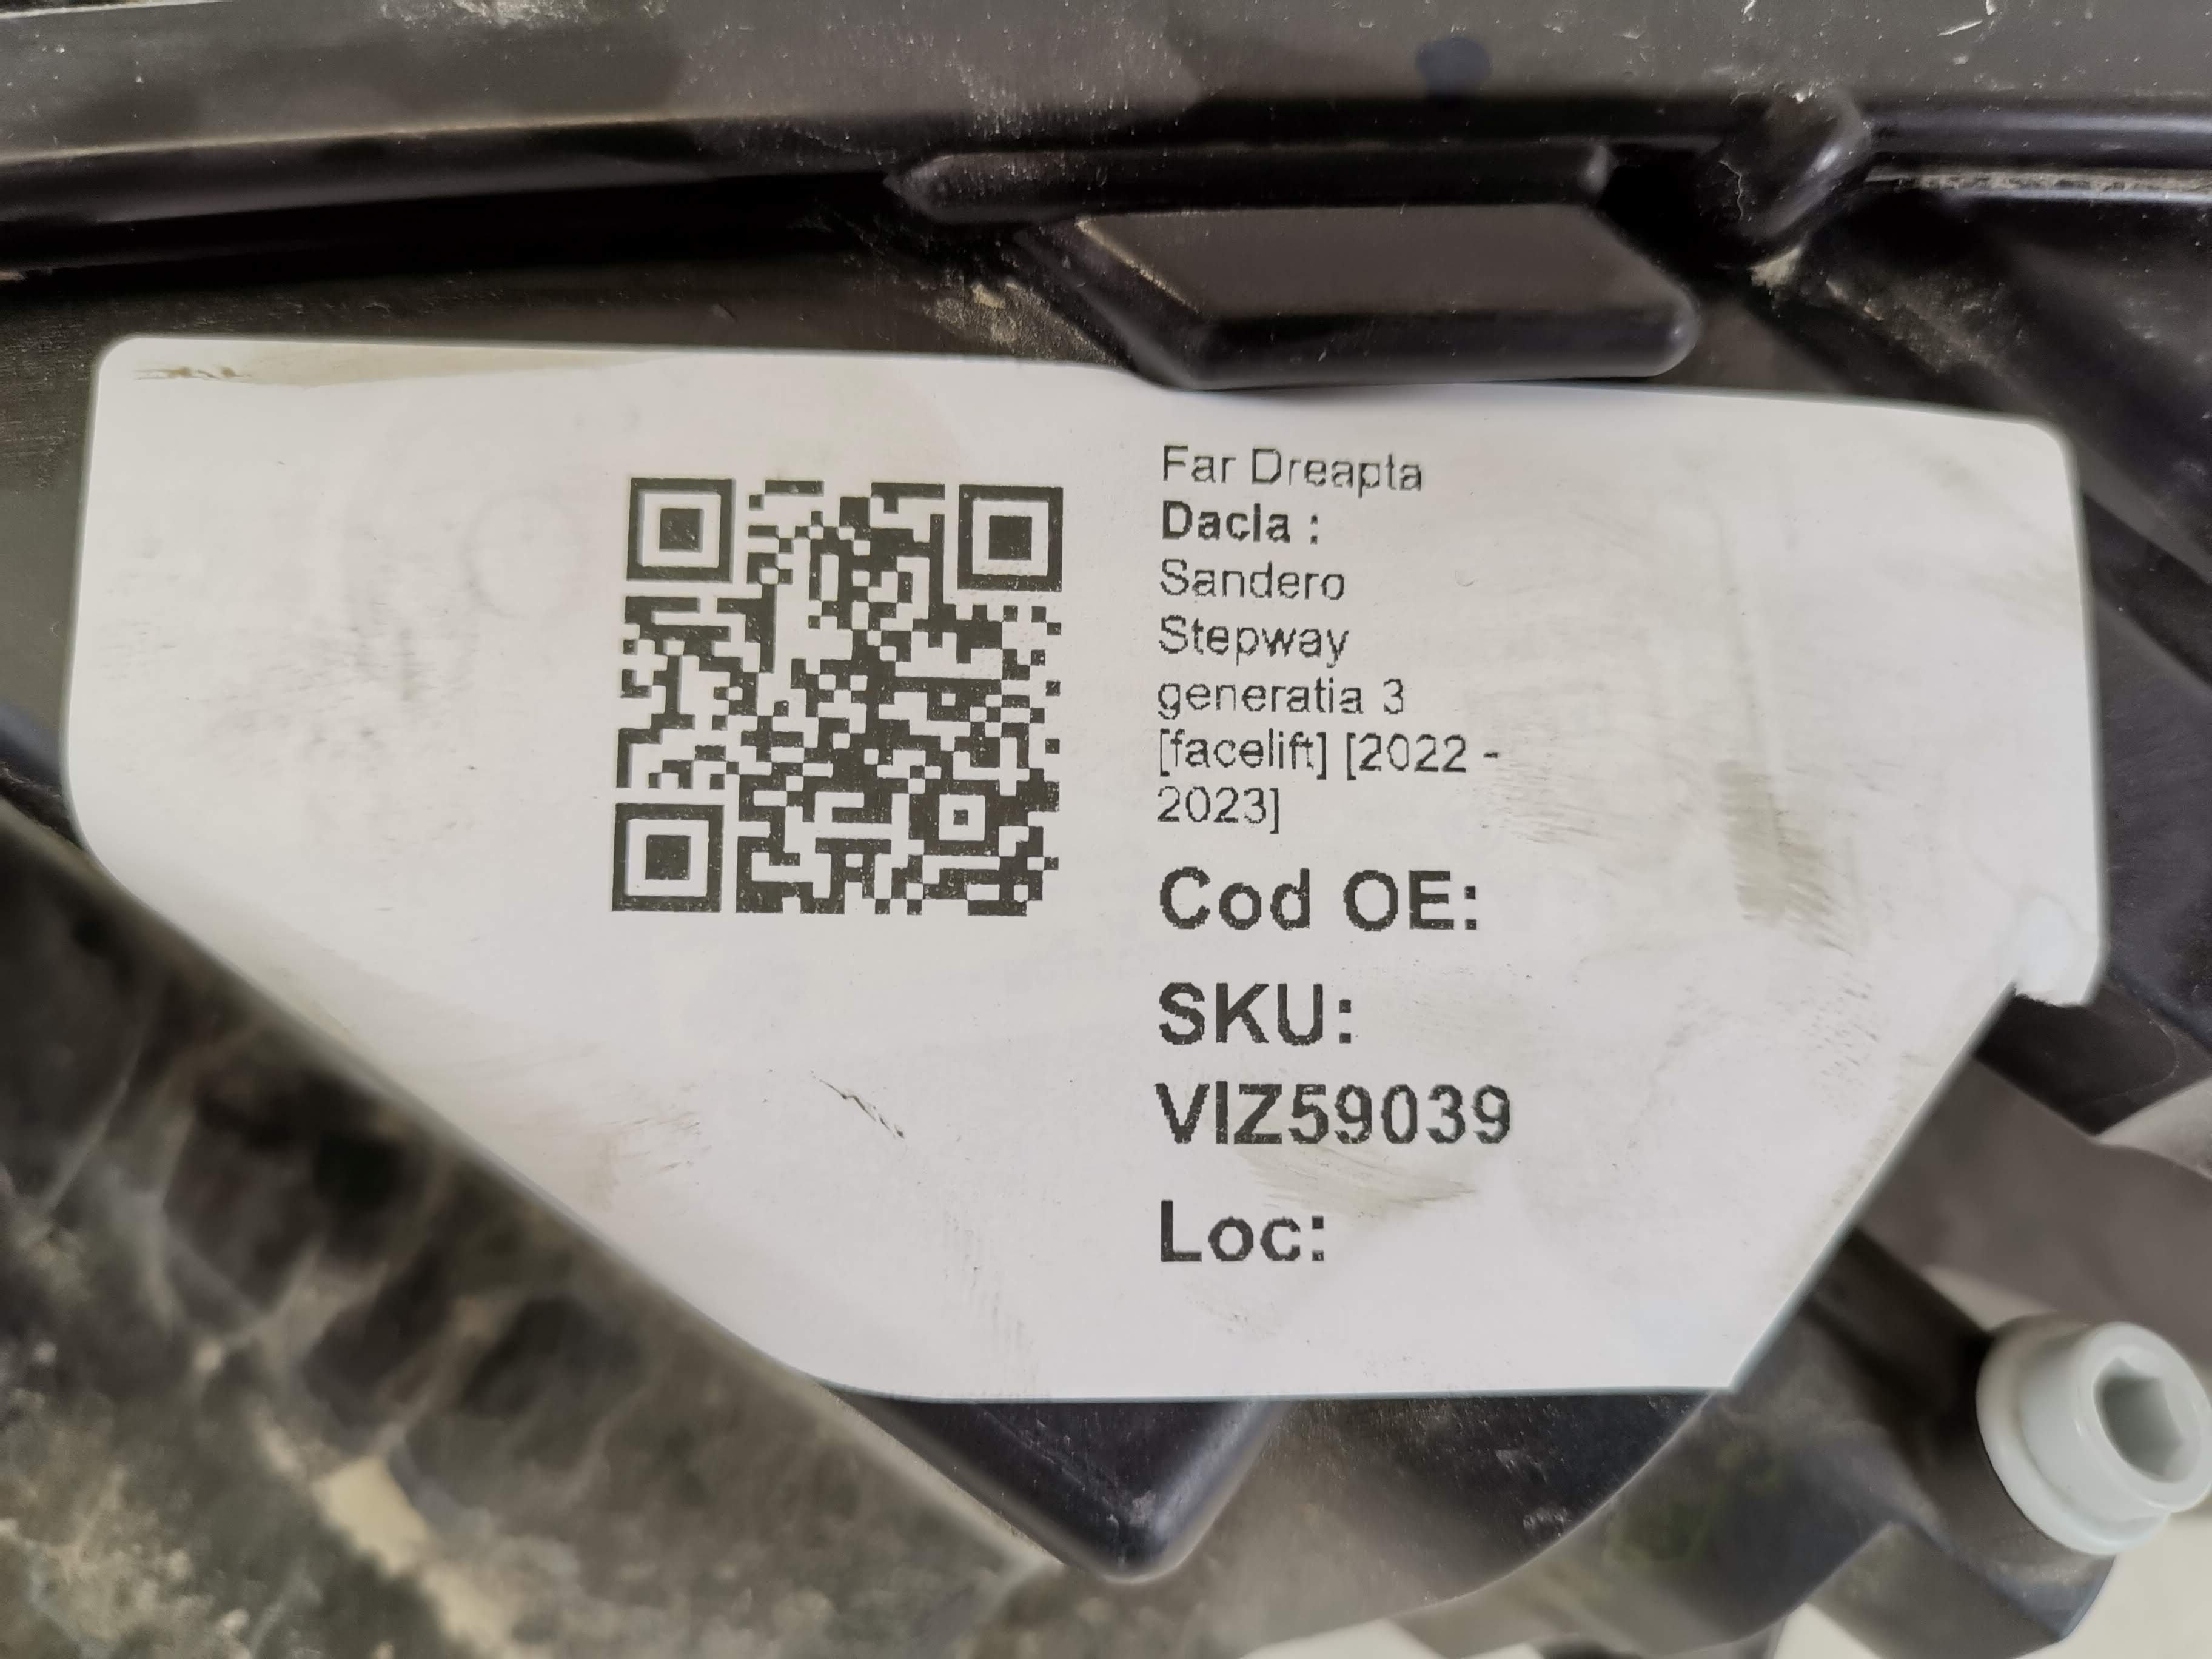 Far Dreapta
Dacia :
Sandero
Stepway
generatia 3
[facelift] [2022 -
2023]
Cod OE:
SKU:
VIZ59039
Loc: